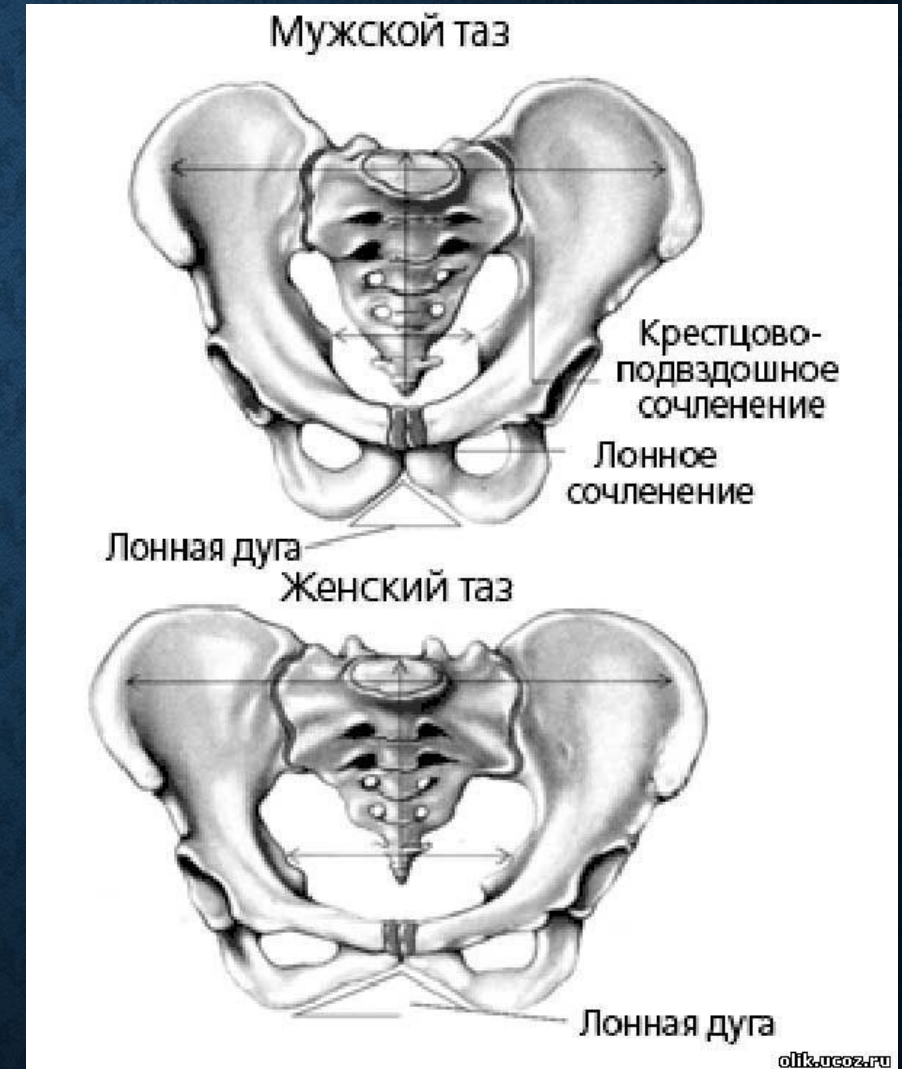 Мужской таз
Крестцово-
подвздошное
сочленение
Лонное
сочленение
Лонная дуга
Женский таз
Лонная дуга
olik.ucoz.ru